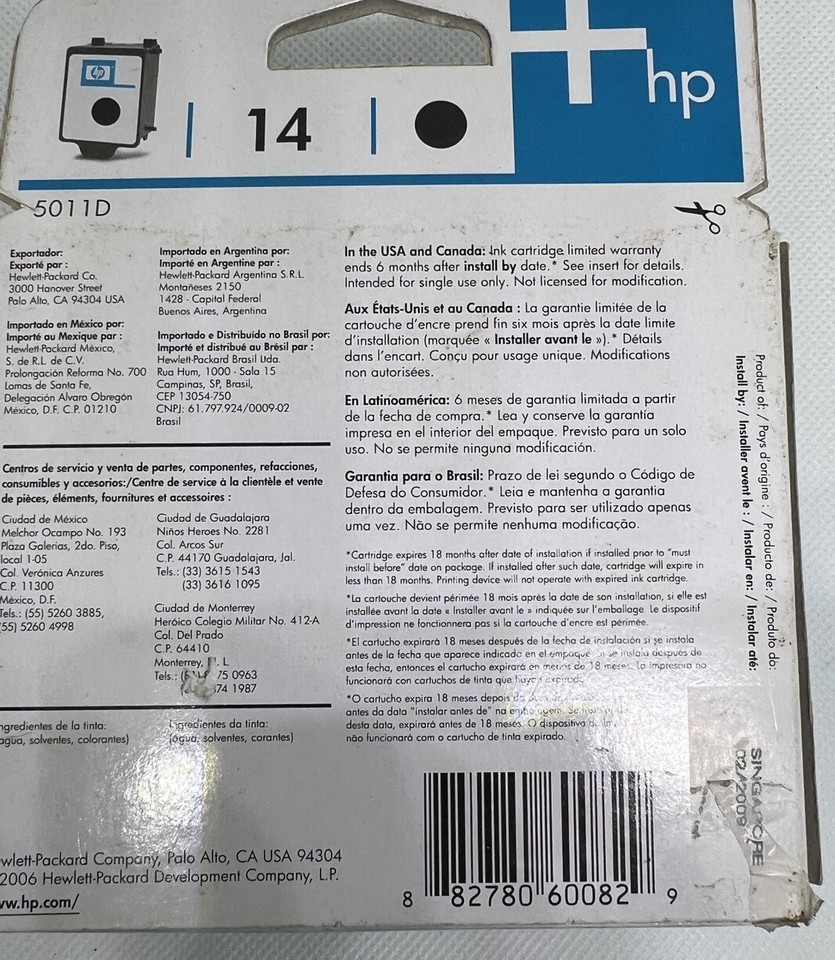 hp
14
hp
5011D
Exportador:
Exporté par :
Hewlett-Packard Co.
3000 Hanover Street
Palo Alto, CA 94304 USA
Importado en México por:
Importé au Mexique par :
Hewlett-Packard México,
S. de R.L. de C.V.
Prolongación Reforma No. 700
Lomas de Santa Fe,
Delegación Alvaro Obregón
México, D.F. C.P. 01210
Importado en Argentina por:
Importé en Argentine par :
Hewlett-Packard Argentina S.R.L.
Montañeses 2150
1428 - Capital Federal
Buenos Aires, Argentina
Importado e Distribuído no Brasil por:
Importé et distribué au Brésil par :
Hewlett-Packard Brasil Ltda.
Rua Hum, 1000 - Sala 15
Campinas, SP, Brasil,
CEP 13054-750
CNPJ: 61.797.924/0009-02
Brasil
Centros de servicio y venta de partes, componentes, refacciones,
consumibles y accesorios:/Centre de service à la clientèle et vente
de pièces, éléments, fournitures et accessoires :
Ciudad de México
Melchor Ocampo No. 193
Plaza Galerias, 2do. Piso,
local 1-05
Col. Verónica Anzures
C.P. 11300
México, D.F.
Tels.: (55) 5260 3885,
55) 5260 4998
Ciudad de Guadalajara
Niños Heroes No. 2281
Col. Arcos Sur
C.P. 44170 Guadalajara, Jal.
Tels.: (33) 3615 1543
(33) 3616 1095
Ciudad de Monterrey
Heróico Colegio Militar No. 412-A
Col. Del Prado
C.P. 64410
Monterrey, L
Tels.: 75 0963
74 1987
ngredientes de la tinta:
agua, solventes, colorantes)
Ingredientes da tinta:
(água, solventes, corantes)
In the USA and Canada: Ink cartridge limited warranty
ends 6 months after install by date.* See insert for details.
Intended for single use only. Not licensed for modification.
Aux États-Unis et au Canada : La garantie limitée de la
cartouche d'encre prend fin six mois après la date limite
d'installation (marquée « Installer avant le »).* Détails
dans l'encart. Conçu pour usage unique. Modifications
non autorisées.
En Latinoamérica: 6 meses de garantia limitada a partir
de la fecha de compra.* Lea y conserve la garantía
impresa en el interior del empaque. Previsto para un solo
uso. No se permite ninguna modificación.
Garantia para o Brasil: Prazo de lei segundo o Código de
Defesa do Consumidor.* Leia e mantenha a garantia
dentro da embalagem. Previsto para ser utilizado apenas
uma vez. Não se permite nenhuma modificação.
*Cartridge expires 18 months after date of installation if installed prior to "must
install before" date on package. If installed after such date, cartridge will expire in
less than 18 months. Printing device will not operate with expired ink cartridge.
*La cartouche devient périmée 18 mois après la date de son installation, si elle est
installée avant la date « Installer avant le » indiquée sur l'emballage. Le dispositif
d'impression ne fonctionnera pas si la cartouche d'encre est périmée.
*El cartucho expirará 18 meses después de la fecha de instalación si se instala
antes de la fecha que aparece indicada en el empaque. Si se instala después de
esta fecha, entonces el cartucho expirará en menos de 18 meses. La impresora no
funcionará con cartuchos de tinta que hayan expirado.
*O cartucho expira 18 meses depois
antes da data "instalar antes de" na embalagem. Se
desta data, expirará antes de 18 meses. O dispositivo
não funcionará com o cartucho de tinta expirado.
Product of: / Pays d'origine : / Producto de: / Produto do:
Install by: / Installer avent le : / Instalar en: / Instalar até:
SINGAPORE
02/2009
wlett-Packard Company, Palo Alto, CA USA 94304
2006 Hewlett-Packard Development Company, L.P.
w.hp.com/
8 82780 60082 9